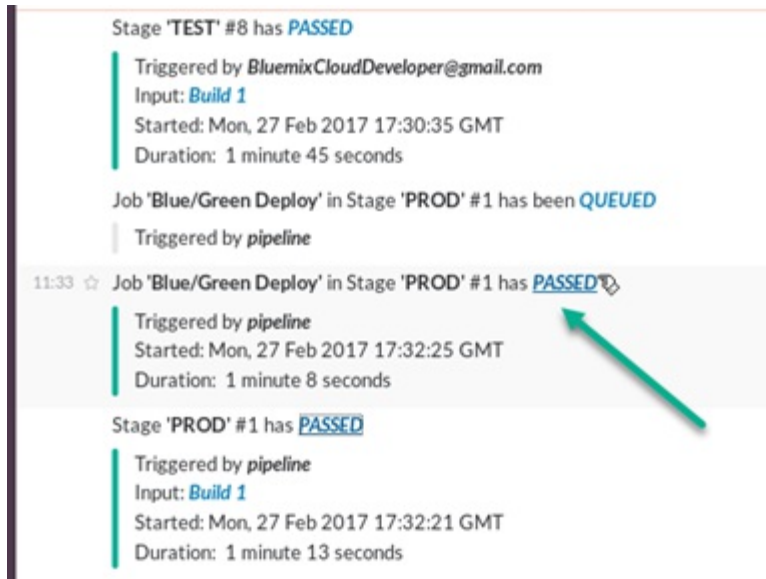 Stage 'TEST' #8 has PASSED
Triggered by BluemixCloudDeveloper@gmail.com
Input: Build 1
Started: Mon, 27 Feb 2017 17:30:35 GMT
Duration: 1 minute 45 seconds
Job 'Blue/Green Deploy' in Stage 'PROD' #1 has been QUEUED
Triggered by pipeline
11:33 ☆ Job 'Blue/Green Deploy' in Stage 'PROD' #1 has PASSED
Triggered by pipeline
Started: Mon, 27 Feb 2017 17:32:25 GMT
Duration: 1 minute 8 seconds
Stage 'PROD' #1 has PASSED
Triggered by pipeline
Input: Build 1
Started: Mon, 27 Feb 2017 17:32:21 GMT
Duration: 1 minute 13 seconds